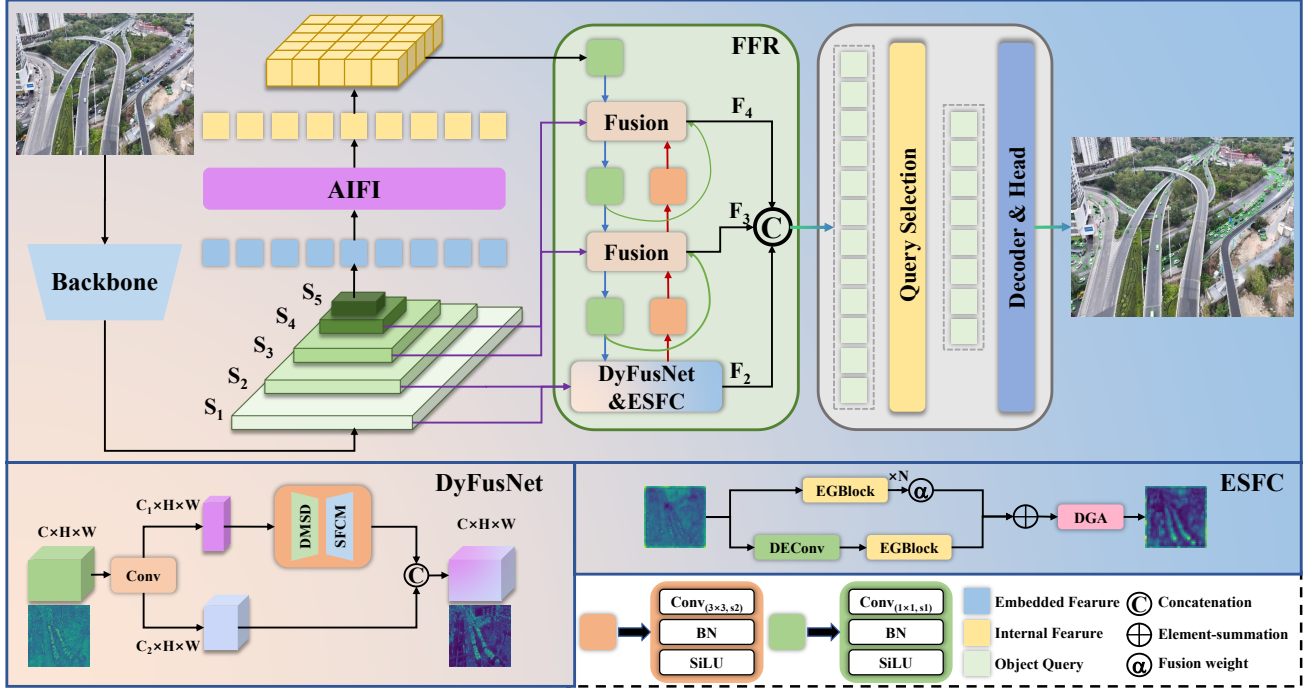 FFR
Fusion
F4
AIFI
F3
C
Fusion
Backbone
S5
S4
S3
S2
S1
DyFusNet
&ESFC
F2
Query Selection
Decoder & Head
DyFusNet
C×H×W
C1×H×W
Conv
DMSD
SFCM
C
C×H×W
C2×H×W
ESFC
EGBlock
×N
α
DEConv
EGBlock
DGA
Conv(3×3, s2)
BN
SiLU
Conv(1×1, s1)
BN
SiLU
Embedded Fearure
Internal Feature
Object Query
C Concatenation
Element-summation
α Fusion weight